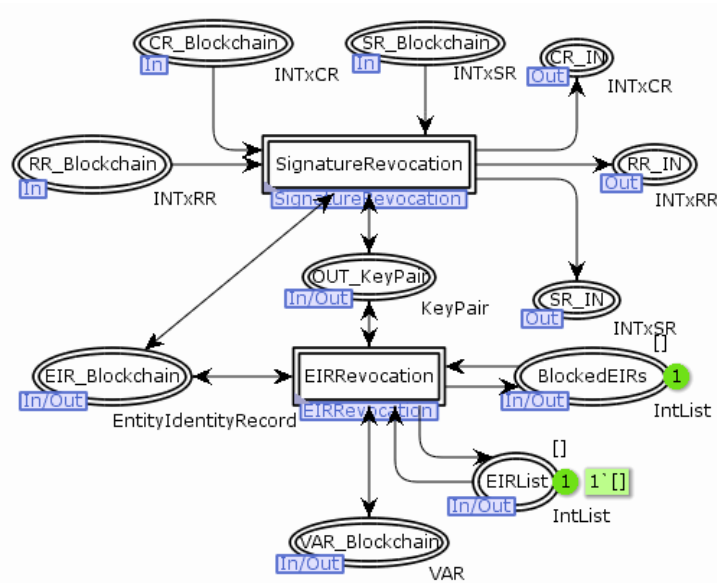 CR_Blockchain
In
INTxCR
SR_Blockchain
In
INTxSR
CR_IN
Out
INTxCR
RR_Blockchain
In
INTxRR
SignatureRevocation
SignatureRevocation
RR_IN
Out
INTxRR
OUT_KeyPair
In/Out
KeyPair
SR_IN
Out
INTxSR
EIR_Blockchain
In/Out
EntityIdentityRecord
EIRRevocation
EIRRevocation
[]
BlockedEIRs
1
In/Out
IntList
[]
EIRList
1
1`[]
In/Out
IntList
VAR_Blockchain
In/Out
VAR